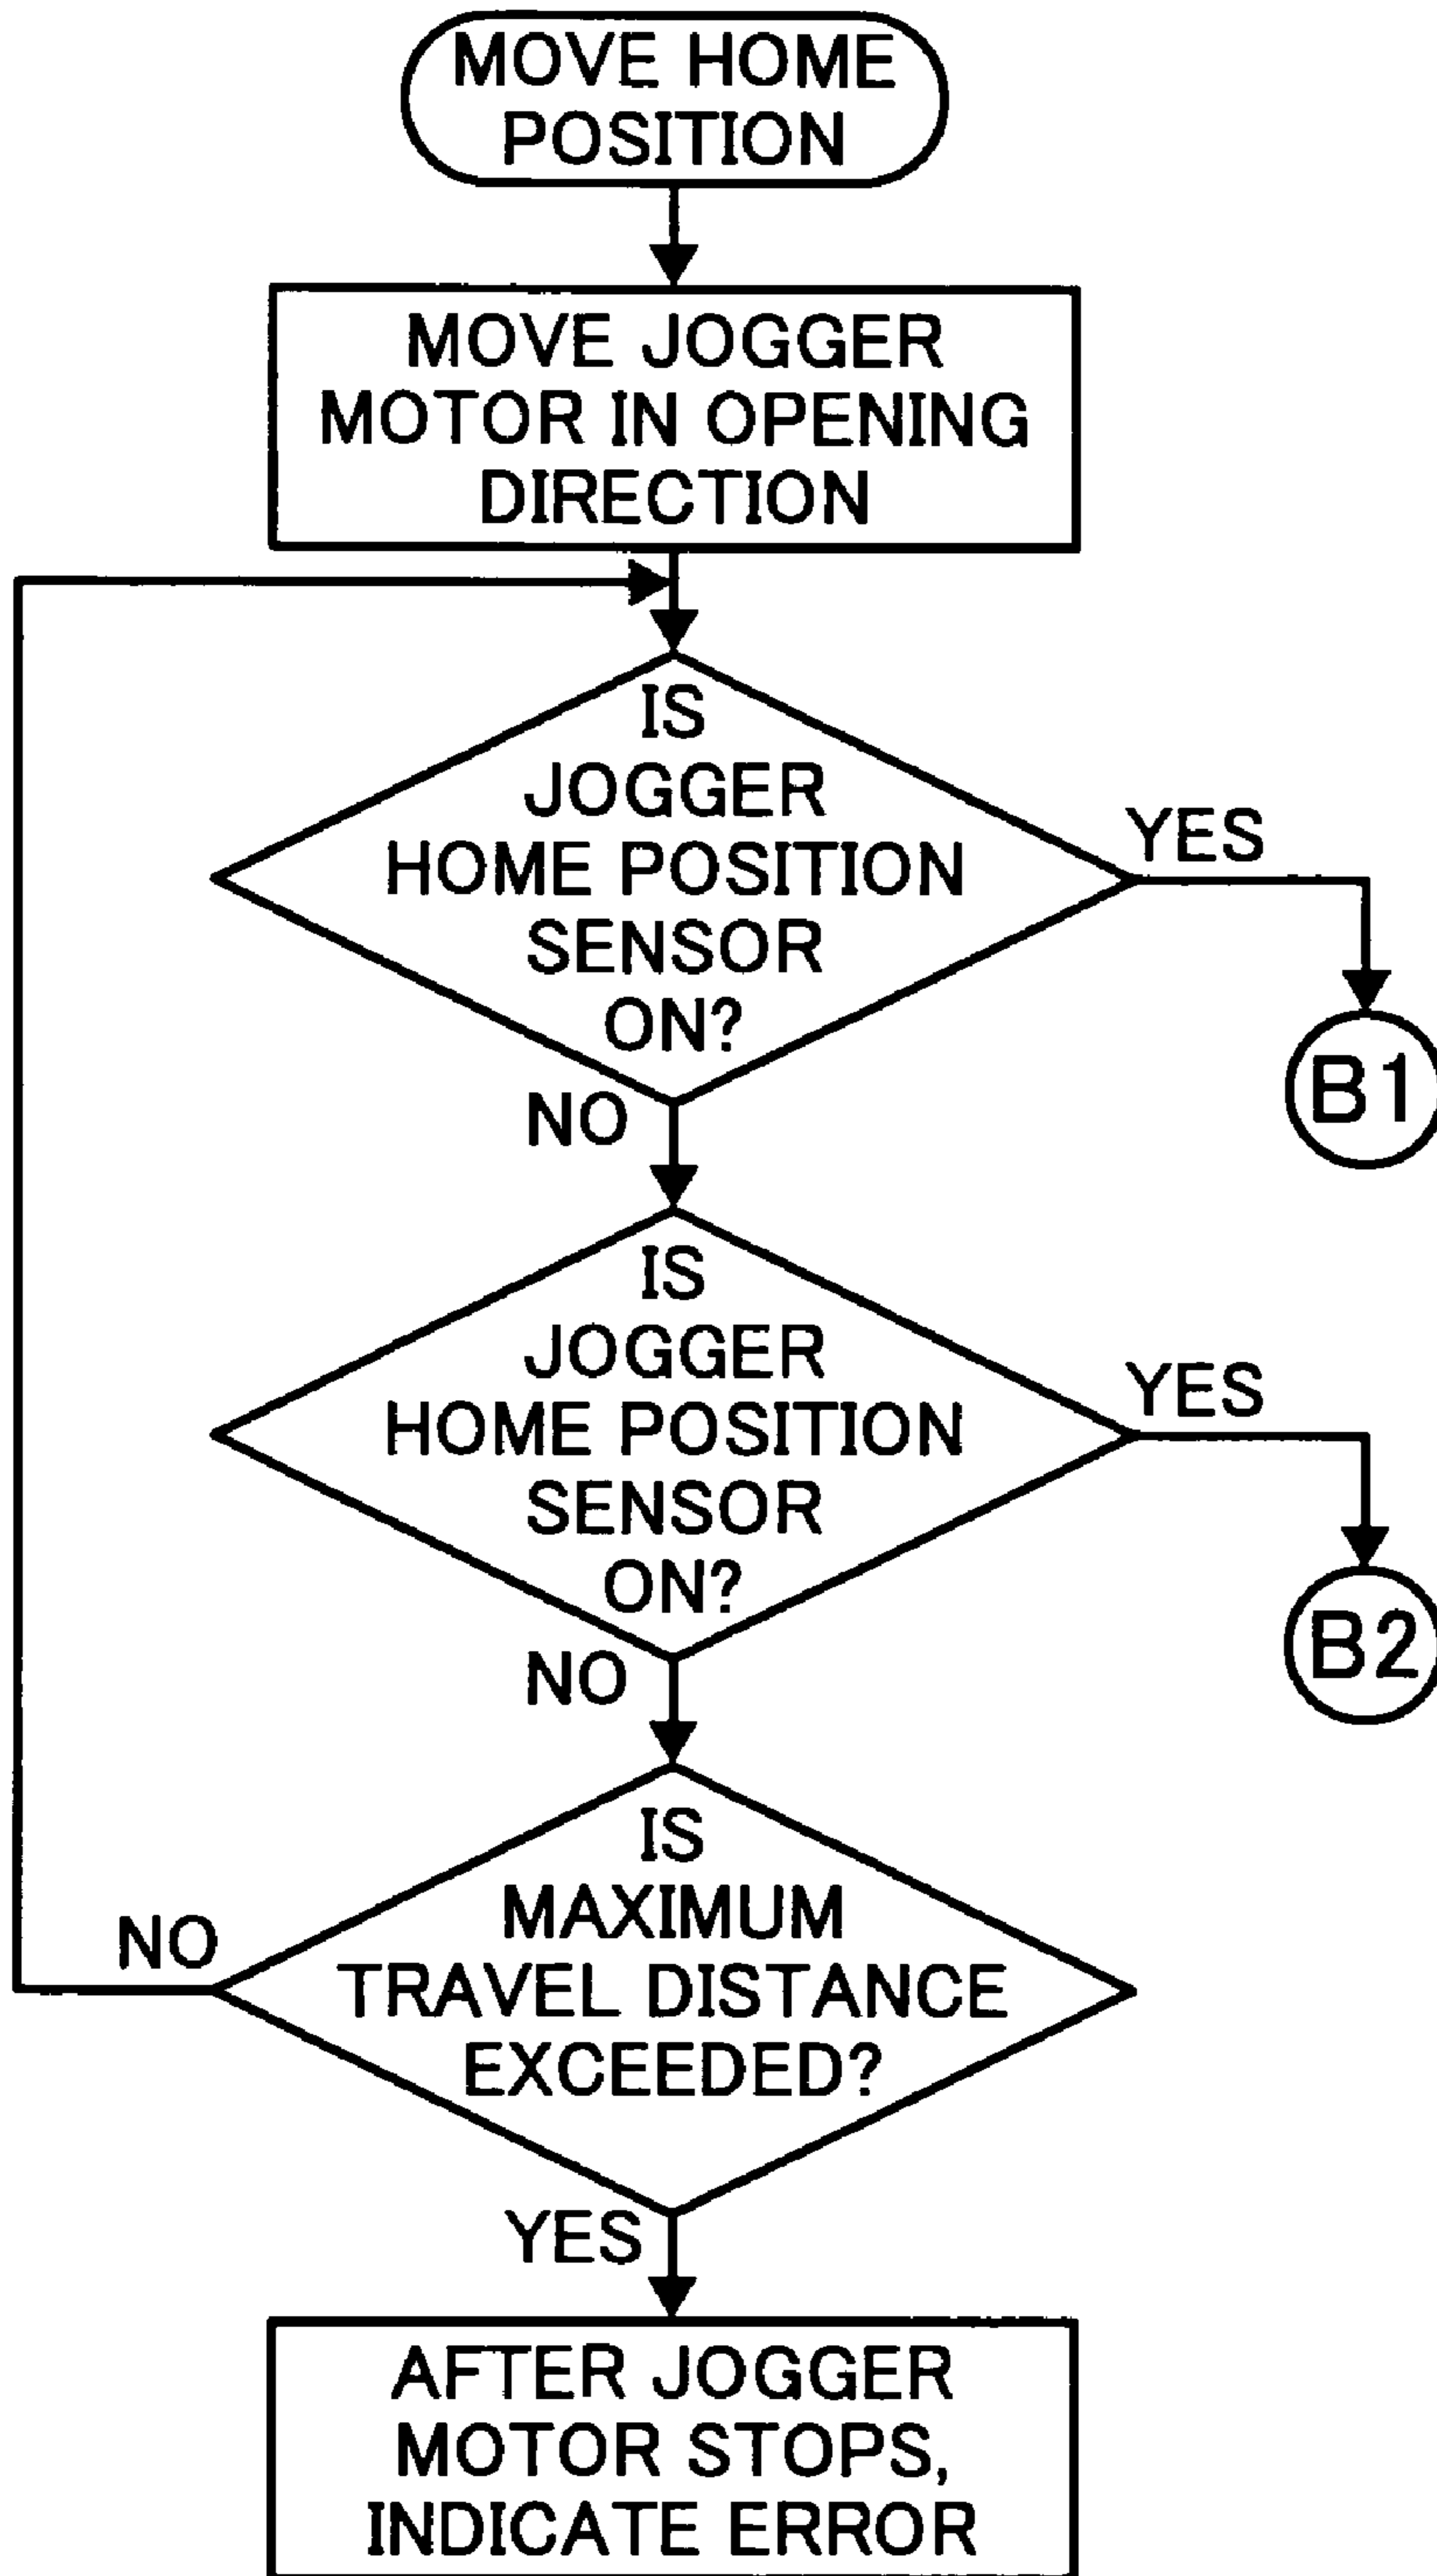 MOVE HOME
POSITION
MOVE JOGGER
MOTOR IN OPENING
DIRECTION
IS
JOGGER
HOME POSITION
SENSOR
ON?
YES
B1
NO
IS
JOGGER
HOME POSITION
SENSOR
ON?
YES
B2
NO
IS
MAXIMUM
TRAVEL DISTANCE
EXCEEDED?
NO
YES
AFTER JOGGER
MOTOR STOPS,
INDICATE ERROR